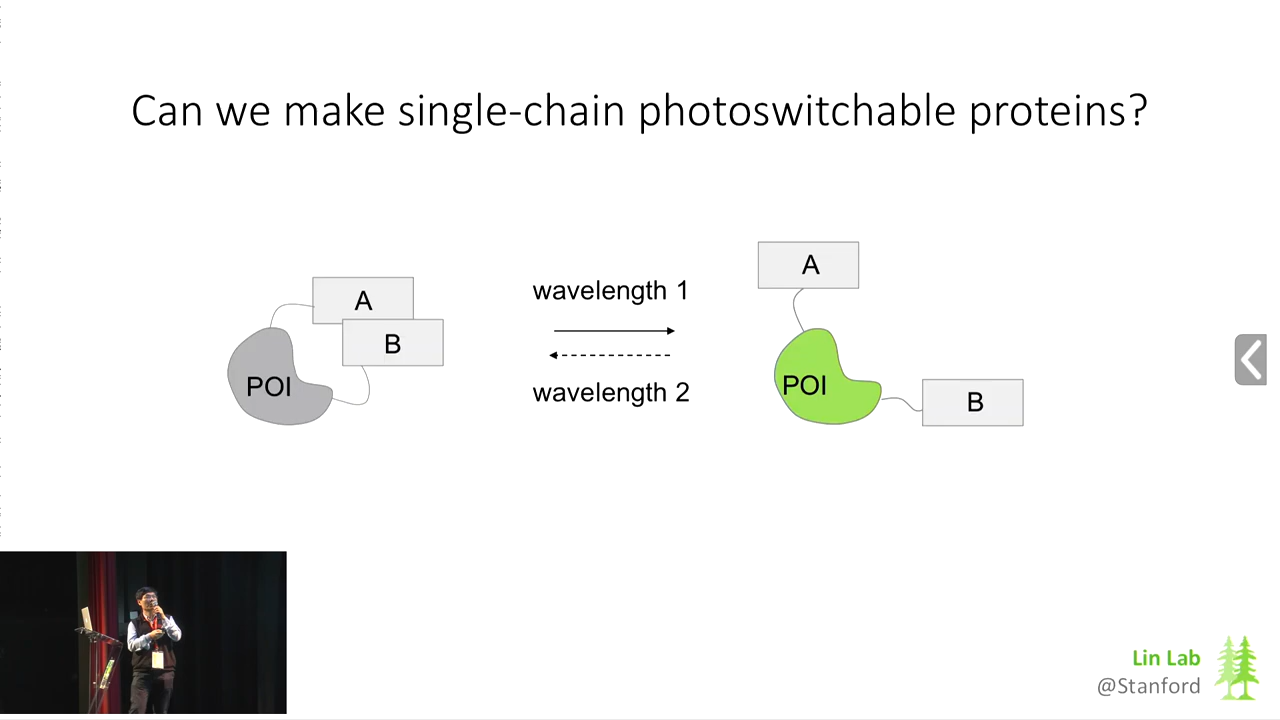 Can we make single-chain photoswitchable proteins?
A
B
POI
wavelength 1
wavelength 2
A
POI
B
Lin Lab
@Stanford